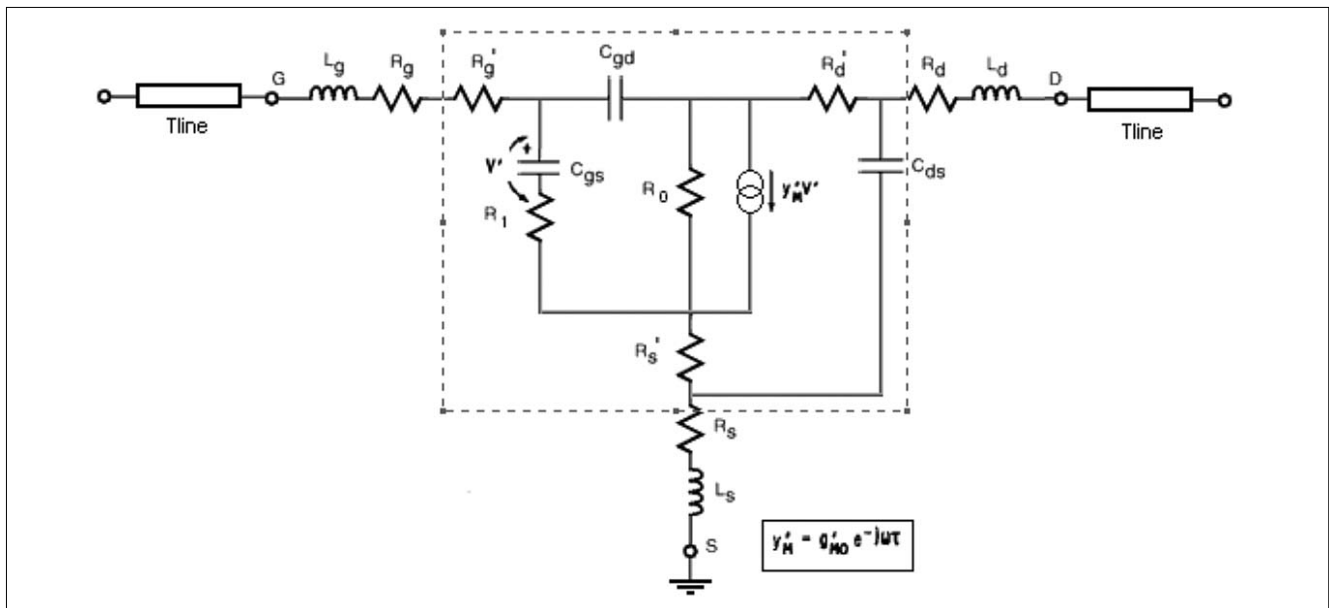 G
Lg
Rg
Rg'
Cgd
Rd'
Rd
Ld
D
Tline
Tline
V'
+
Cgs
R1
R0
y'M V'
Cds
Rs'
Rs
Ls
S
y'M = g'M0 e-jωτ